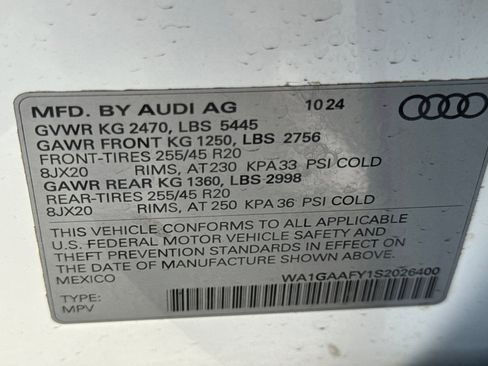 MFD. BY AUDI AG 10 24
GVWR KG 2470, LBS 5445
GAWR FRONT KG 1250, LBS 2756
FRONT-TIRES 255/45 R20
8JX20 RIMS, AT 230 KPA 33 PSI COLD
GAWR REAR KG 1360, LBS 2998
REAR-TIRES 255/45 R20
8JX20 RIMS, AT 250 KPA 36 PSI COLD
THIS VEHICLE CONFORMS TO ALL APPLICABLE
U.S. FEDERAL MOTOR VEHICLE SAFETY AND
THEFT PREVENTION STANDARDS IN EFFECT ON
THE DATE OF MANUFACTURE SHOWN ABOVE.
MEXICO WA1GAAFY1S2026400
TYPE:
MPV